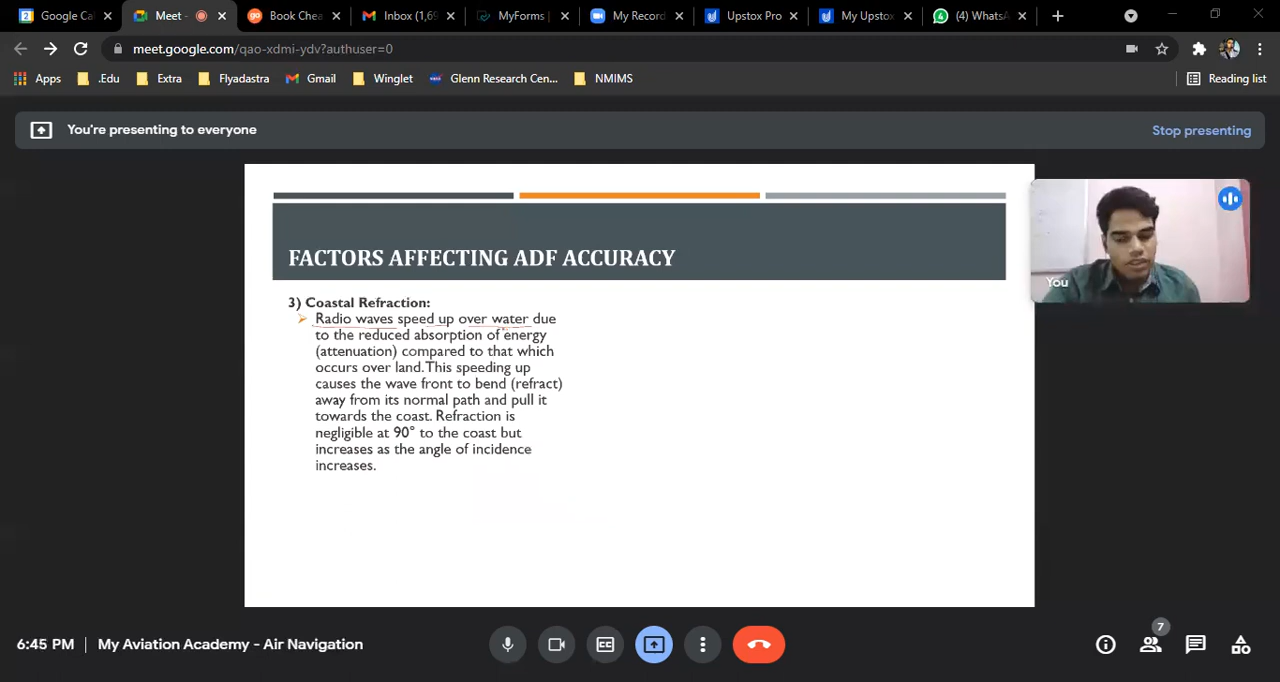 Google Ca
Meet -
Book Chea
Inbox (1,69
MyForms |
My Record
Upstox Pro
My Upstox
(4) WhatsA
meet.google.com/qao-xdmi-ydv?authuser=0
Apps
.Edu
Extra
Flyadastra
Gmail
Winglet
Glenn Research Cen...
NMIMS
Reading list
You're presenting to everyone
Stop presenting
FACTORS AFFECTING ADF ACCURACY
You
3) Coastal Refraction:
Radio waves speed up over water due
to the reduced absorption of energy
(attenuation) compared to that which
occurs over land. This speeding up
causes the wave front to bend (refract)
away from its normal path and pull it
towards the coast. Refraction is
negligible at 90° to the coast but
increases as the angle of incidence
increases.
6:45 PM | My Aviation Academy - Air Navigation
7